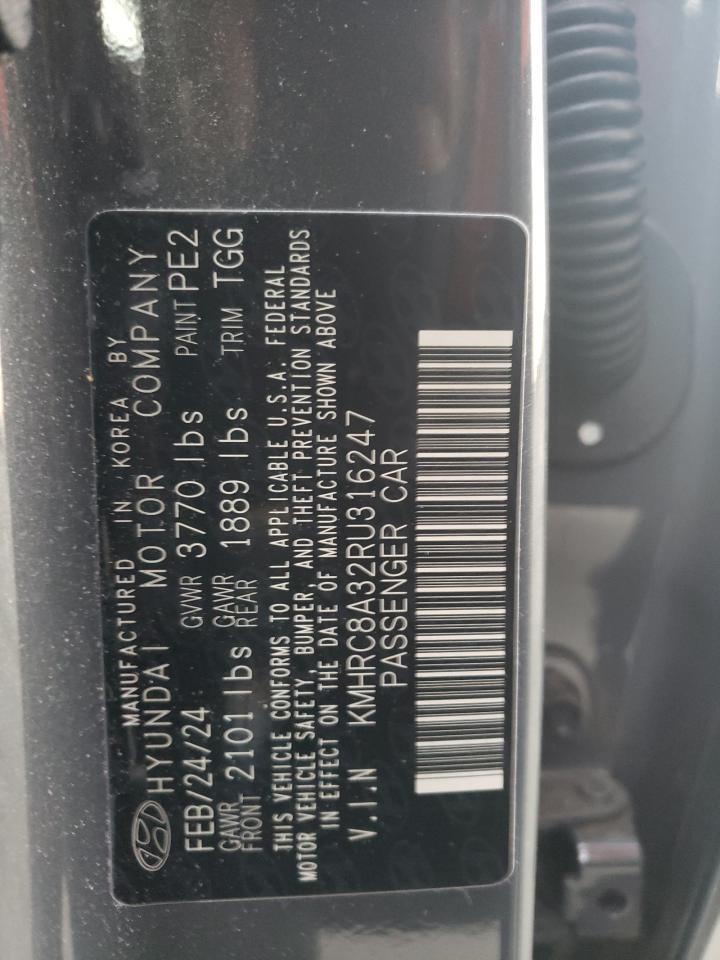 MANUFACTURED IN KOREA BY
HYUNDAI MOTOR COMPANY
FEB/24/24 GVWR 3770 lbs PAINT PE2
GAWR FRONT 2101 lbs GAWR REAR 1889 lbs TRIM TGG
THIS VEHICLE CONFORMS TO ALL APPLICABLE U.S.A. FEDERAL
MOTOR VEHICLE SAFETY, BUMPER, AND THEFT PREVENTION STANDARDS
IN EFFECT ON THE DATE OF MANUFACTURE SHOWN ABOVE
V.I.N KMHRC8A32RU316247
PASSENGER CAR